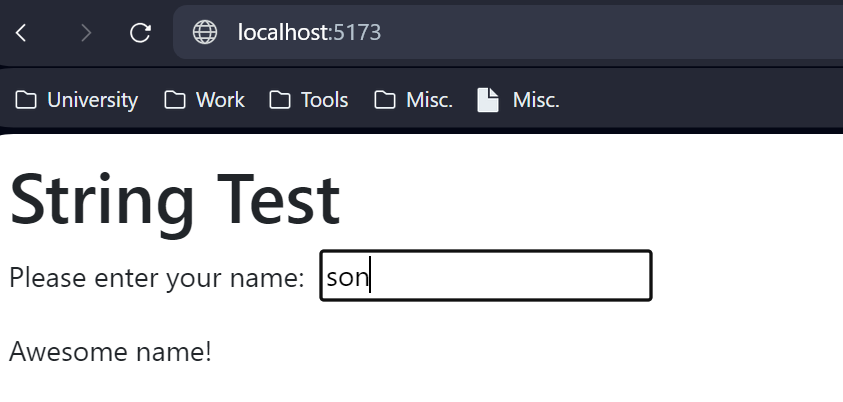 localhost:5173
University Work Tools Misc. Misc.
String Test
Please enter your name: son
Awesome name!